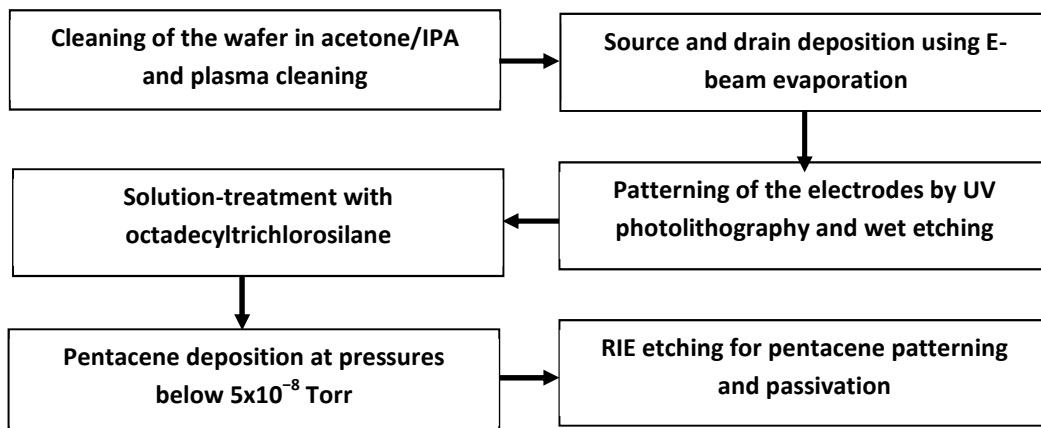 Cleaning of the wafer in acetone/IPA
and plasma cleaning
Source and drain deposition using E-
beam evaporation
Patterning of the electrodes by UV
photolithography and wet etching
Solution-treatment with
octadecyltrichlorosilane
Pentacene deposition at pressures
below 5x10⁻⁸ Torr
RIE etching for pentacene patterning
and passivation